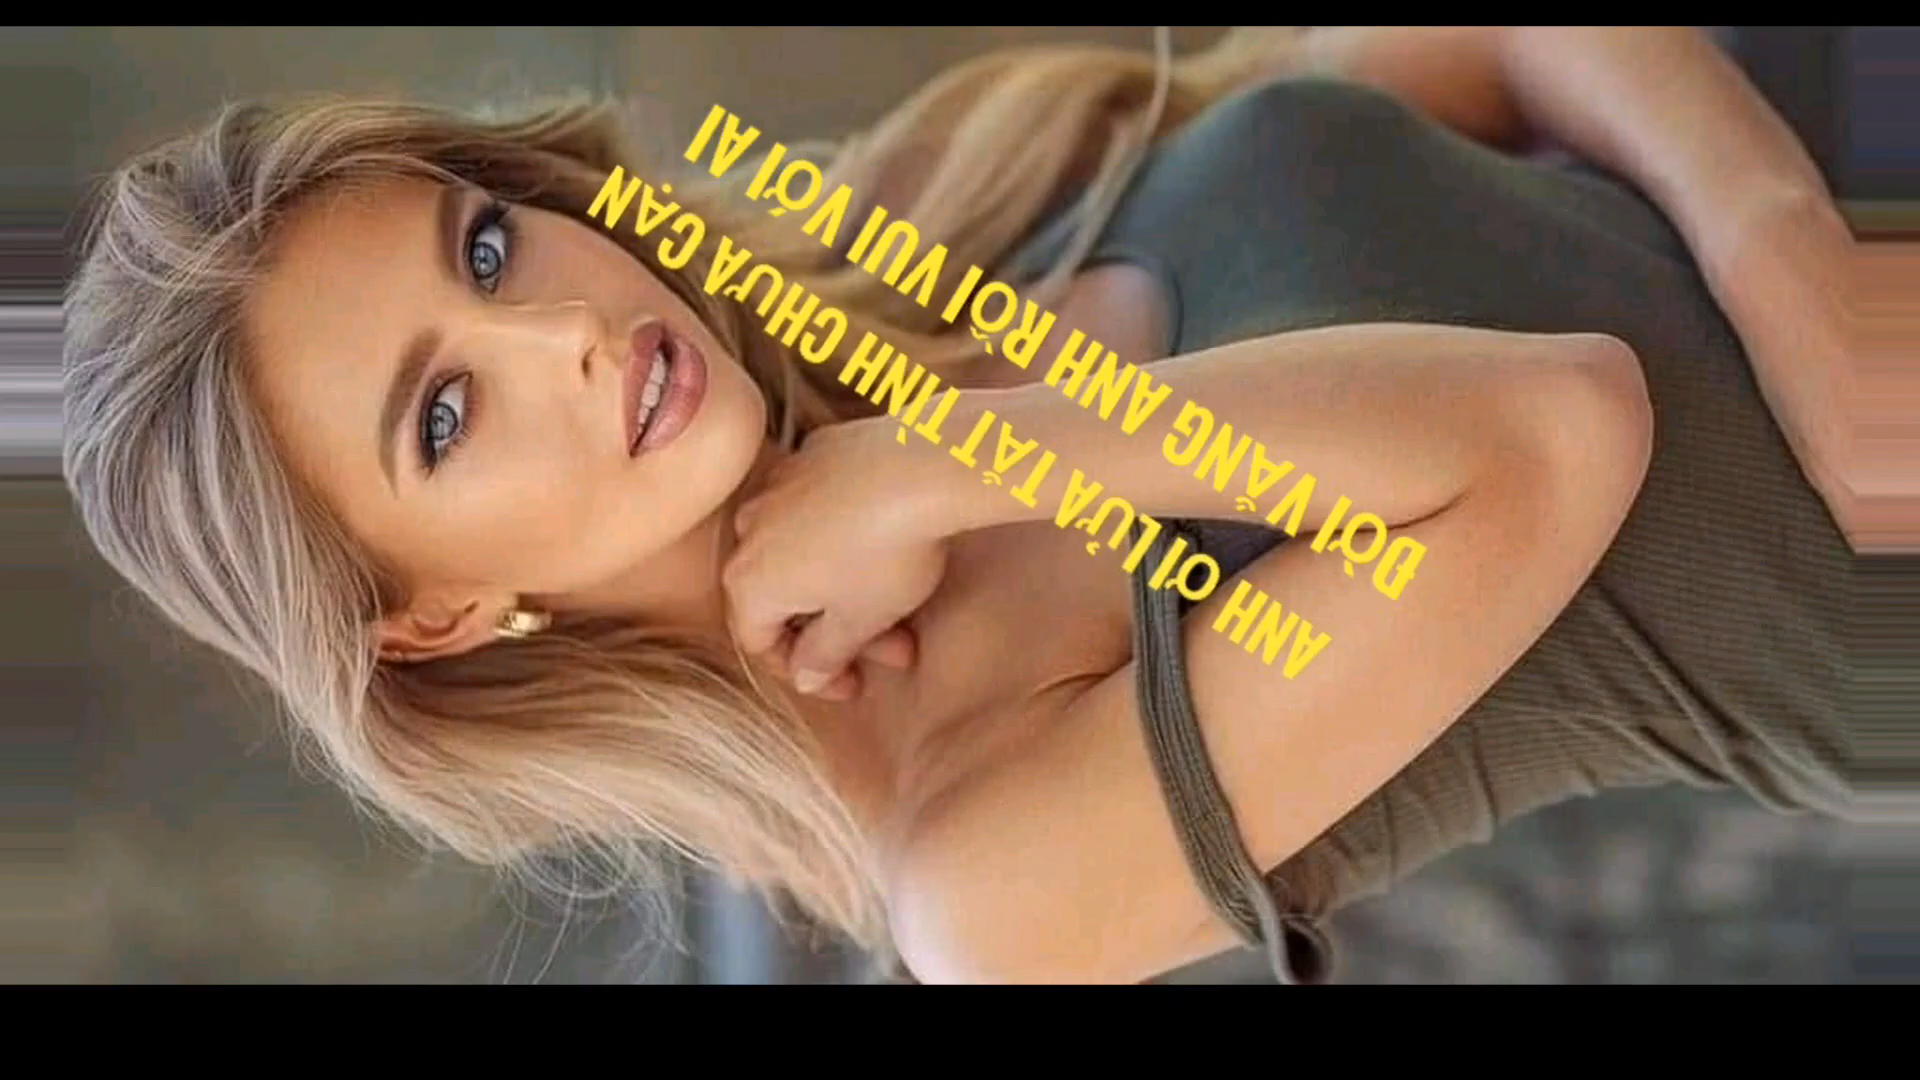 ANH ƠI LỬA TẮT TÌNH CHƯA CẠN
ĐỜI VẮNG ANH RỒI VUI VỚI AI